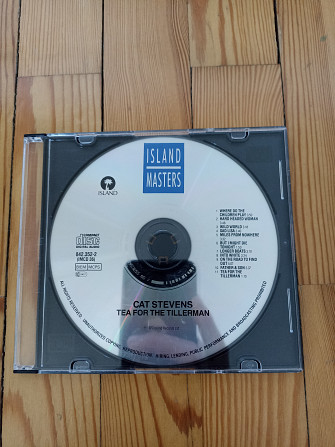 ISLAND
MASTERS
ISLAND
COMPACT
DISC
DIGITAL AUDIO
842 352-2
(IMCD 36)
BIEM MCPS
WHERE DO THE
CHILDREN PLAY
HARD HEADED WOMAN
WILD WORLD
SAD LISA
MILES FROM NOWHERE
BUT I MIGHT DIE
TONIGHT
LONGER BOATS
INTO WHITE
ON THE ROAD TO FIND
OUT
FATHER & SON
TEA FOR THE
TILLERMAN
CAT STEVENS
TEA FOR THE TILLERMAN
ALL RIGHTS RESERVED. UNAUTHORIZED COPYING, REPRODUCTION, HIRING, LENDING, PUBLIC PERFORMANCE AND BROADCASTING PROHIBITED